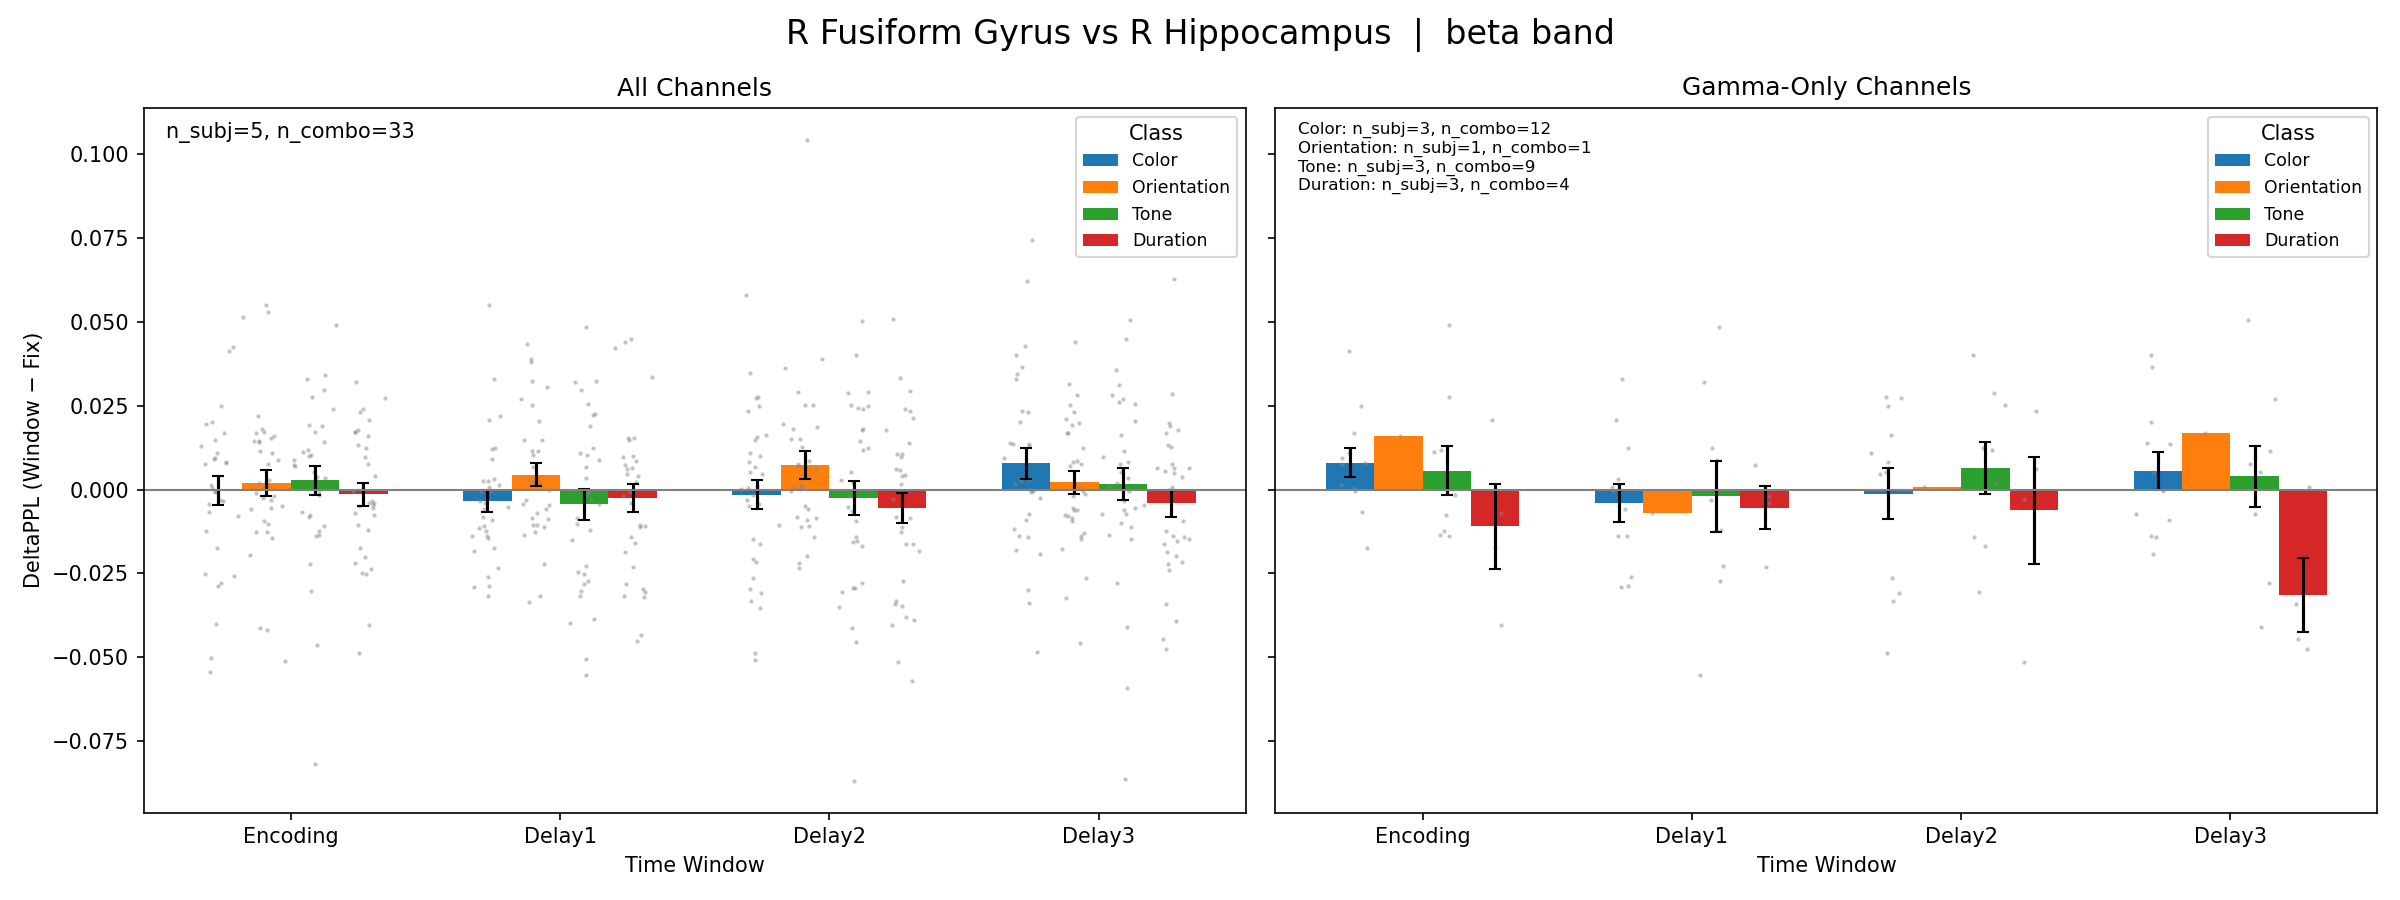 R Fusiform Gyrus vs R Hippocampus | beta band
All Channels
n_subj=5, n_combo=33
Class
Color
Orientation
Tone
Duration
DeltaPPL (Window − Fix)
0.100
0.075
0.050
0.025
0.000
−0.025
−0.050
−0.075
Encoding
Delay1
Delay2
Delay3
Time Window
Gamma-Only Channels
Color: n_subj=3, n_combo=12
Orientation: n_subj=1, n_combo=1
Tone: n_subj=3, n_combo=9
Duration: n_subj=3, n_combo=4
Class
Color
Orientation
Tone
Duration
Encoding
Delay1
Delay2
Delay3
Time Window